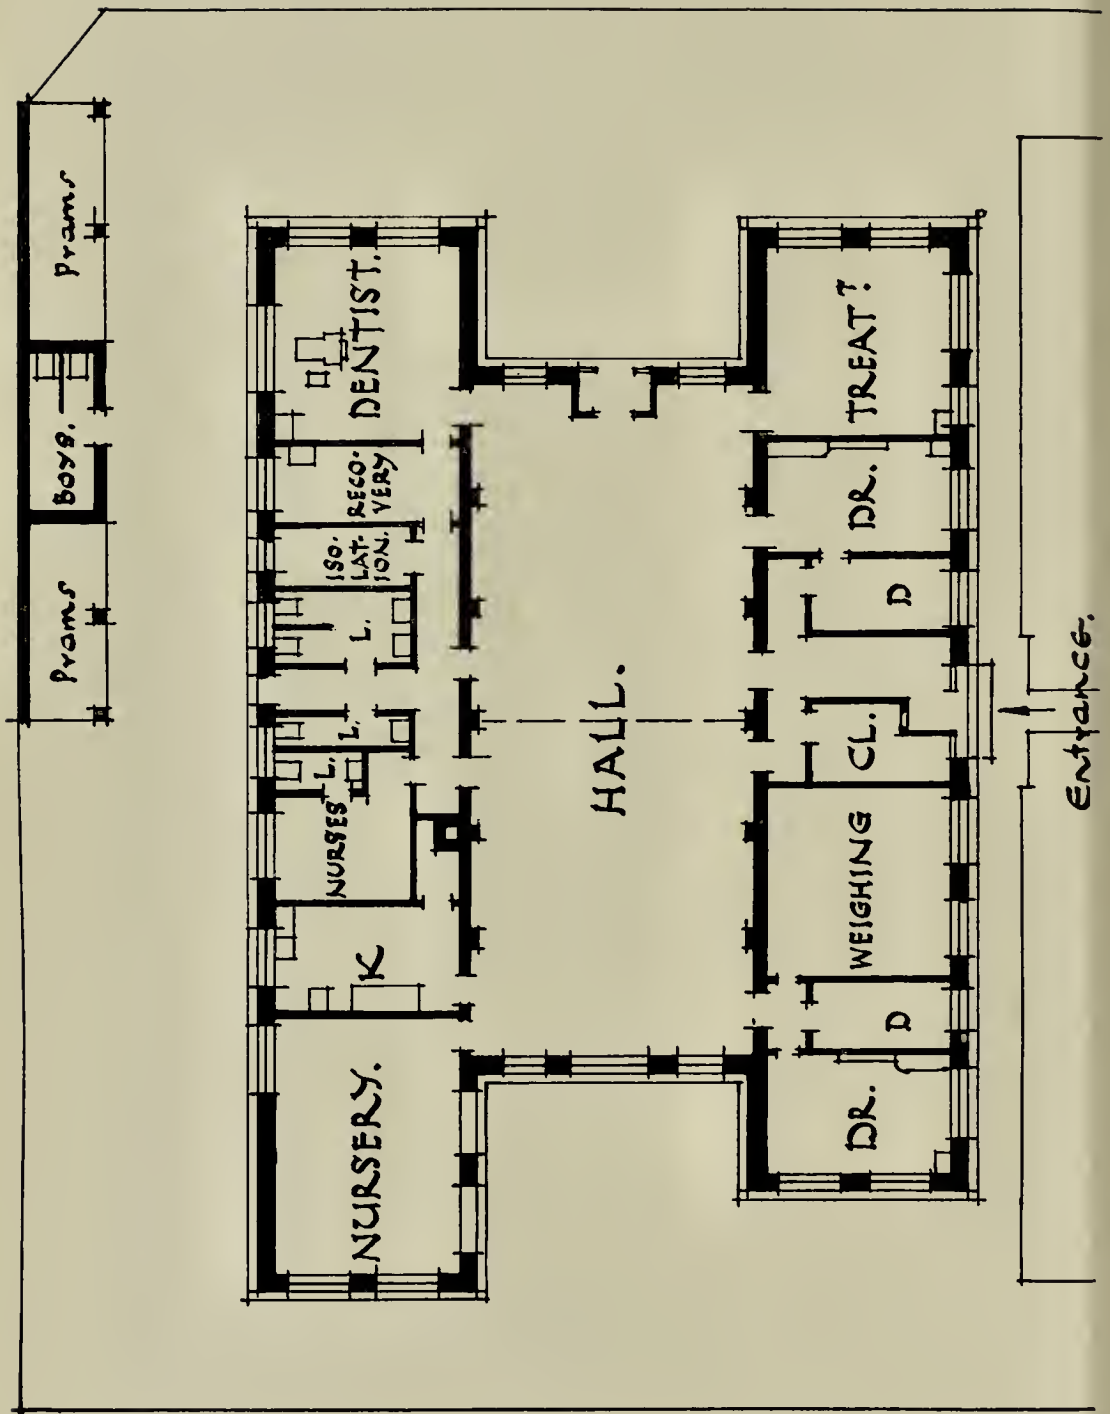 Prams
Boys.
Prams
DENTIST.
RECO-
VERY
ISO-
LAT-
ION.
L.
L.
L.
NURSES
K
NURSERY.
HALL.
TREAT?
DR.
D
CL.
WEIGHING
D
DR.
Entrance.